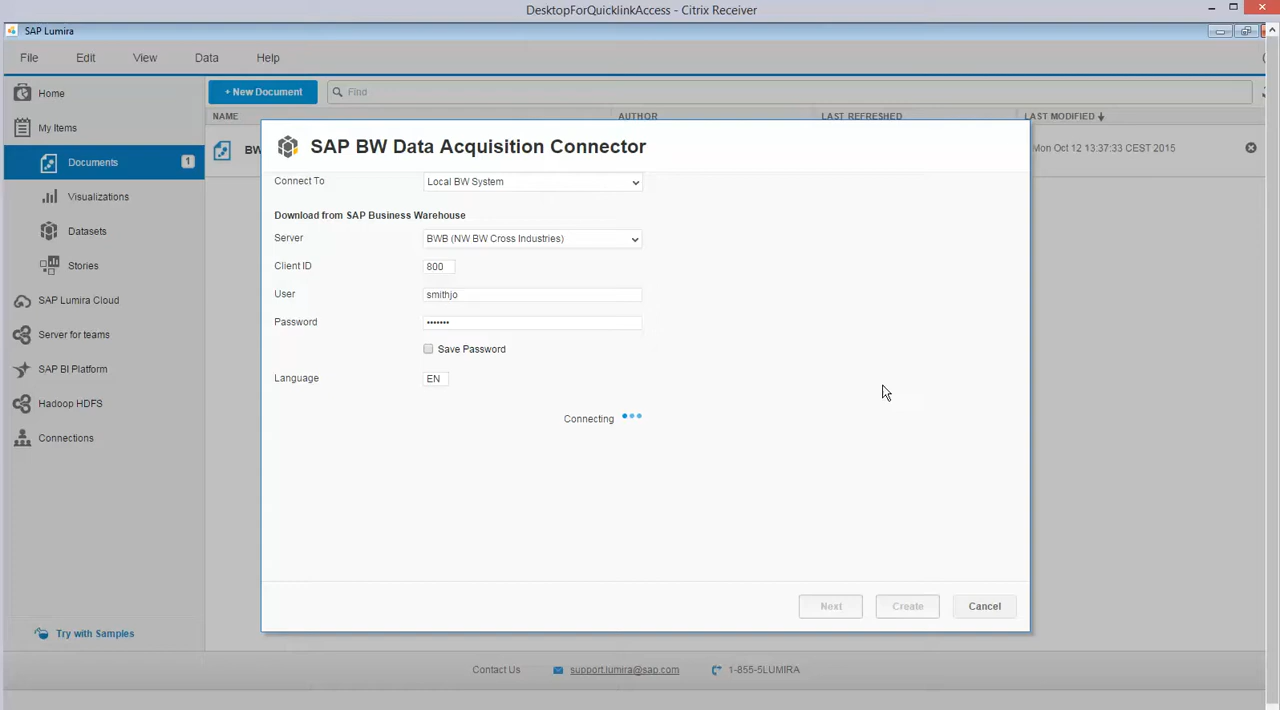 DesktopForQuicklinkAccess - Citrix Receiver
SAP Lumira
File Edit View Data Help
Home
+ New Document
Find
NAME AUTHOR LAST REFRESHED LAST MODIFIED
My Items
BW
Mon Oct 12 13:37:33 CEST 2015
Documents 1
Visualizations
Datasets
Stories
SAP Lumira Cloud
Server for teams
SAP BI Platform
Hadoop HDFS
Connections
Try with Samples
SAP BW Data Acquisition Connector
Connect To Local BW System
Download from SAP Business Warehouse
Server BWB (NW BW Cross Industries)
Client ID 800
User smithjo
Password •••••••
Save Password
Language EN
Connecting
Next Create Cancel
Contact Us support.lumira@sap.com 1-855-5LUMIRA